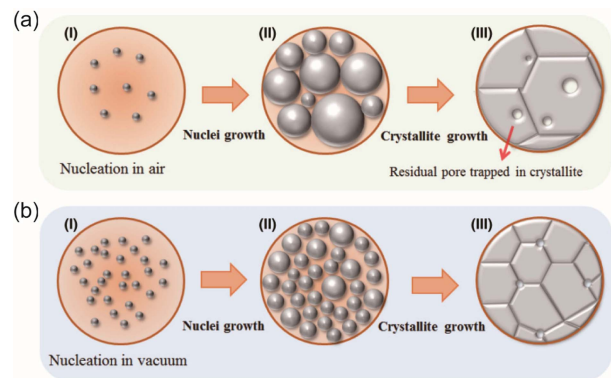 (a)
(I) (II) (III)
Nuclei growth
Crystallite growth
Nucleation in air
Residual pore trapped in crystallite
(b)
(I) (II) (III)
Nuclei growth
Crystallite growth
Nucleation in vacuum